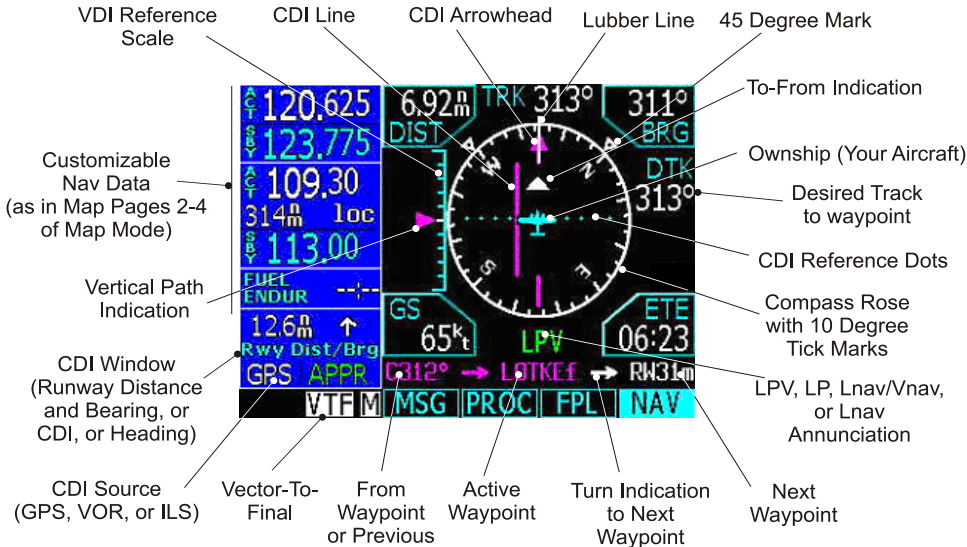 VDI Reference
Scale
CDI Line
CDI Arrowhead
Lubber Line
45 Degree Mark
To-From Indication
Ownship (Your Aircraft)
Desired Track
to waypoint
CDI Reference Dots
Compass Rose
with 10 Degree
Tick Marks
LPV, LP, Lnav/Vnav,
or Lnav
Annunciation
Customizable
Nav Data
(as in Map Pages 2-4
of Map Mode)
Vertical Path
Indication
CDI Window
(Runway Distance
and Bearing, or
CDI, or Heading)
CDI Source
(GPS, VOR, or ILS)
Vector-To-
Final
From
Waypoint
or Previous
Active
Waypoint
Turn Indication
to Next
Waypoint
Next
Waypoint
ACT 120.625
SBY 123.775
ACT 109.30
314nm loc
SBY 113.00
FUEL
ENDUR --:--
12.6nm ↑
Rwy Dist/Brg
GPS APPR
VTF M
6.92nm
DIST
TRK 313°
311°
BRG
DTK
313°
W
N
S
E
GS
65kt
LPV
ETE
06:23
C312° → LOTKEf → RW31m
MSG PROC FPL NAV